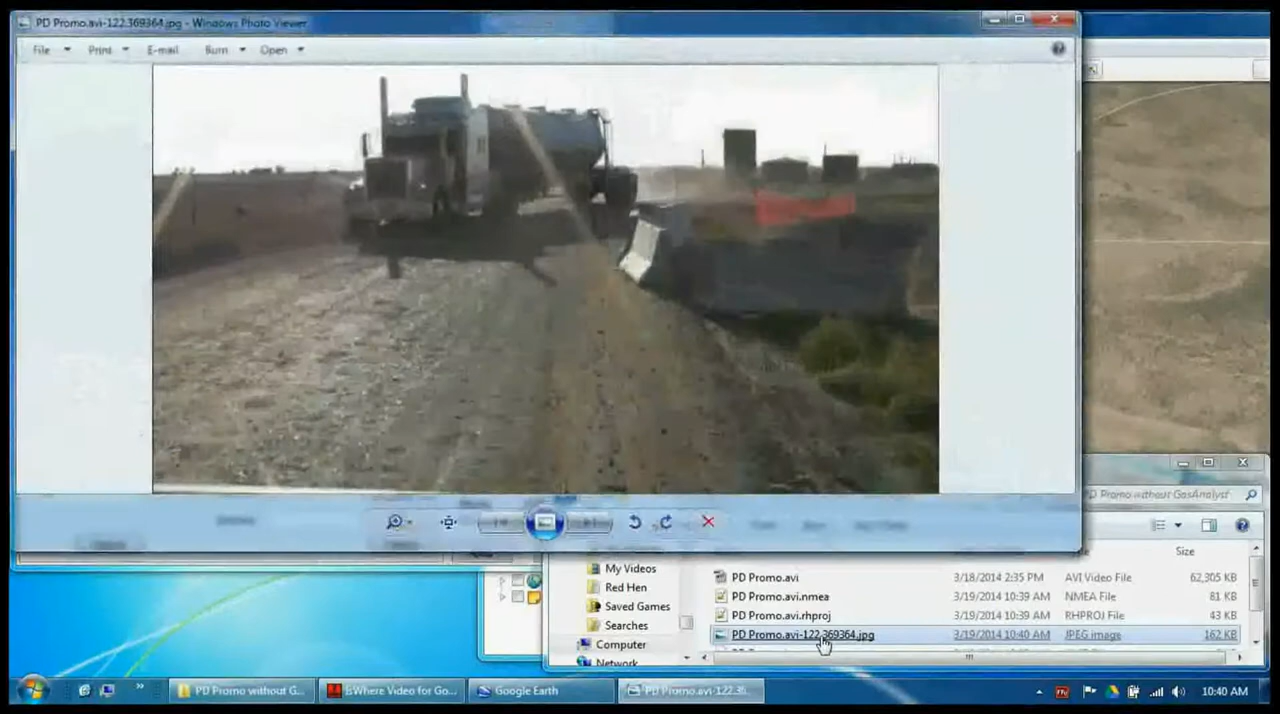 PD Promo.avi-122.369364.jpg - Windows Photo Viewer
File Print E-mail Burn Open
PD Promo without GasAnalyst
Size
My Videos
Red Hen
Saved Games
Searches
Computer
Network
PD Promo.avi 3/18/2014 2:35 PM AVI Video File 62,305 KB
PD Promo.avi.nmea 3/19/2014 10:39 AM NMEA File 81 KB
PD Promo.avi.rhproj 3/19/2014 10:39 AM RHPROJ File 43 KB
PD Promo.avi-122.369364.jpg 3/19/2014 10:40 AM JPEG image 162 KB
PD Promo without G... EWhere Video for Go... Google Earth PD Promo.avi-122.36... 10:40 AM